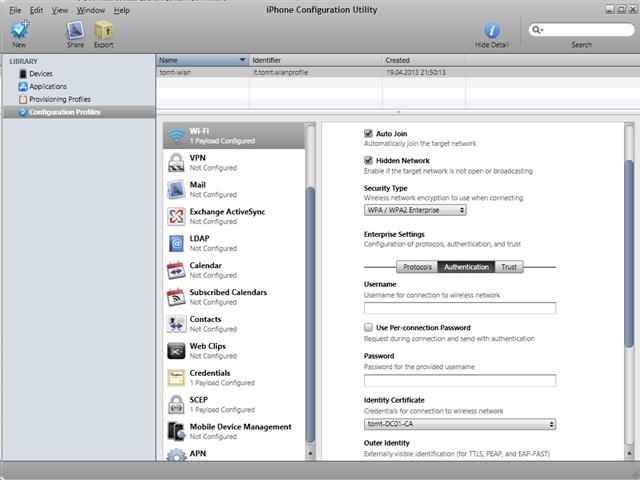 iPhone Configuration Utility
File Edit View Window Help
New Share Export Hide Detail Search
LIBRARY
Devices
Applications
Provisioning Profiles
Configuration Profiles
Name Identifier Created
tomt-wlan it.tomt.wlanprofile 19.04.2013 21:50:13
Wi-Fi
1 Payload Configured
VPN
Not Configured
Mail
Not Configured
Exchange ActiveSync
Not Configured
LDAP
Not Configured
Calendar
Not Configured
Subscribed Calendars
Not Configured
Contacts
Not Configured
Web Clips
Not Configured
Credentials
1 Payload Configured
SCEP
Not Configured
Mobile Device Management
Not Configured
APN
Not Configured
Auto Join
Automatically join the target network
Hidden Network
Enable if the target network is not open or broadcasting
Security Type
Wireless network encryption to use when connecting
WPA / WPA2 Enterprise
Enterprise Settings
Configuration of protocols, authentication, and trust
Protocols Authentication Trust
Username
Username for connection to wireless network
Use Per-connection Password
Request during connection and send with authentication
Password
Password for the provided username
Identity Certificate
Credentials for connection to wireless network
tomt-DC01-CA
Outer Identity
Externally visible identification (for TTLS, PEAP, and EAP-FAST)